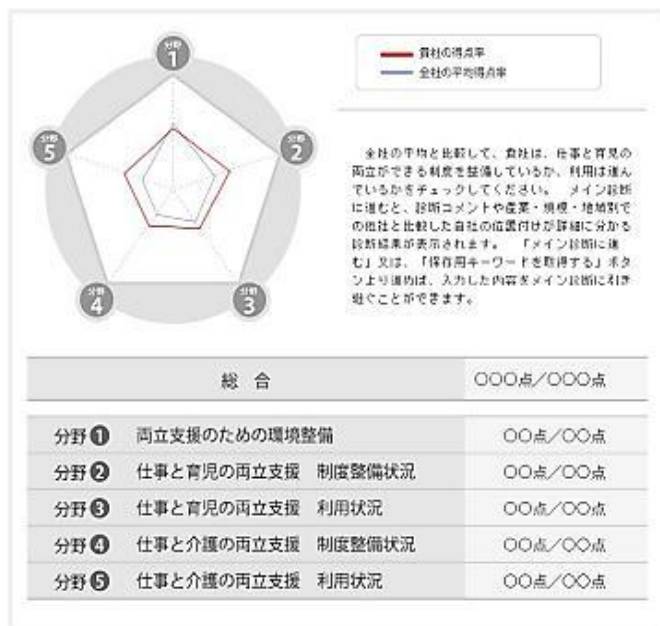 分野
1
貴社の得点率
全社の平均得点率
分野
5
分野
2
分野
4
分野
3
全社の平均と比較して、貴社は、仕事と育児の
両立ができる制度を整備しているか、利用は進ん
でいるかをチェックしてください。 メイン診断
に進むと、診断コメントや産業・規模・地域別で
の他社と比較した自社の位置付けが詳細に分かる
診断結果が表示されます。 「メイン診断に進
む」又は、「保存用キーワードを取得する」ボタ
ンより進めば、入力した内容をメイン診断に引き
継ぐことができます。
総 合 〇〇〇点/〇〇〇点
分野❶ 両立支援のための環境整備 〇〇点/〇〇点
分野❷ 仕事と育児の両立支援 制度整備状況 〇〇点/〇〇点
分野❸ 仕事と育児の両立支援 利用状況 〇〇点/〇〇点
分野❹ 仕事と介護の両立支援 制度整備状況 〇〇点/〇〇点
分野❺ 仕事と介護の両立支援 利用状況 〇〇点/〇〇点